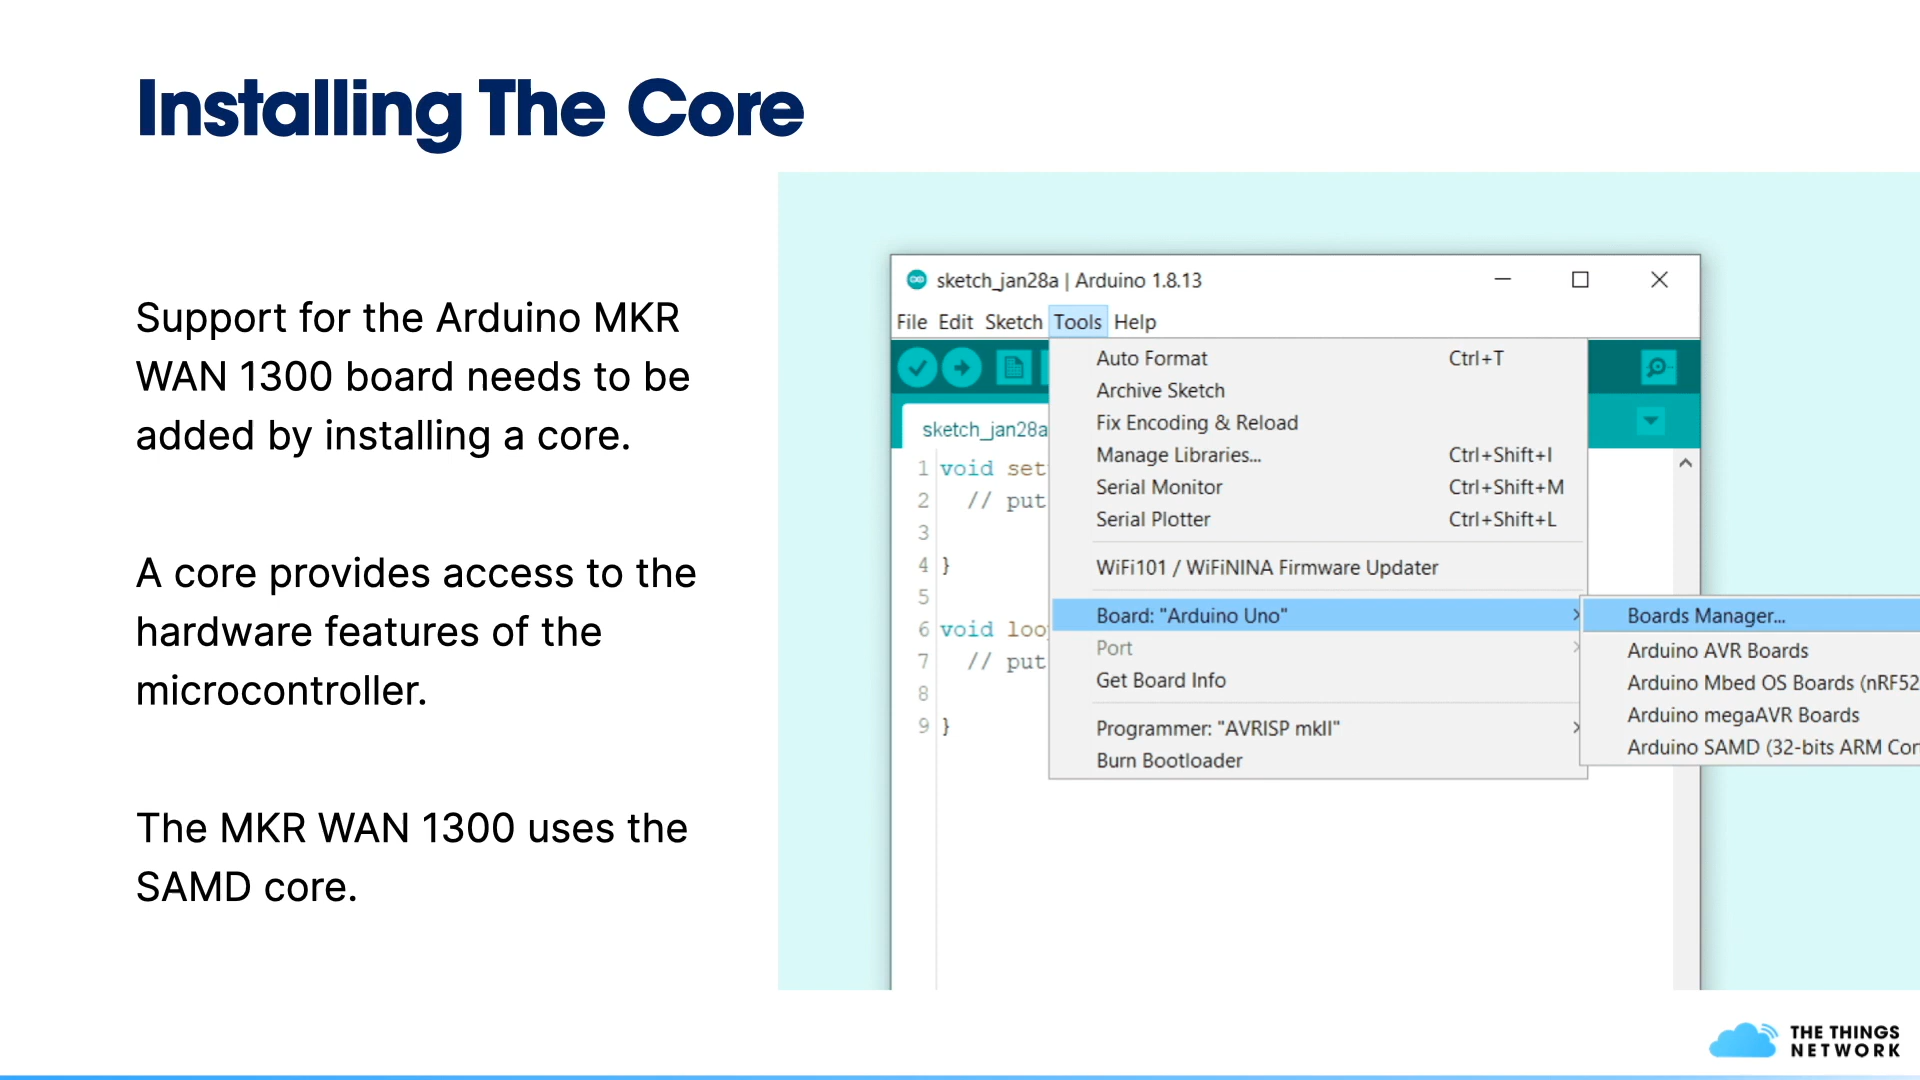 Installing The Core
Support for the Arduino MKR
WAN 1300 board needs to be
added by installing a core.
A core provides access to the
hardware features of the
microcontroller.
The MKR WAN 1300 uses the
SAMD core.
sketch_jan28a | Arduino 1.8.13
File Edit Sketch Tools Help
Auto Format Ctrl+T
Archive Sketch
Fix Encoding & Reload
Manage Libraries... Ctrl+Shift+I
Serial Monitor Ctrl+Shift+M
Serial Plotter Ctrl+Shift+L
WiFi101 / WiFiNINA Firmware Updater
Board: "Arduino Uno"
Port
Get Board Info
Programmer: "AVRISP mkII"
Burn Bootloader
Boards Manager...
Arduino AVR Boards
Arduino Mbed OS Boards (nRF52
Arduino megaAVR Boards
Arduino SAMD (32-bits ARM Cor
sketch_jan28a
1 void set
2 // put
3
4 }
5
6 void loo
7 // put
8
9 }
THE THINGS
NETWORK